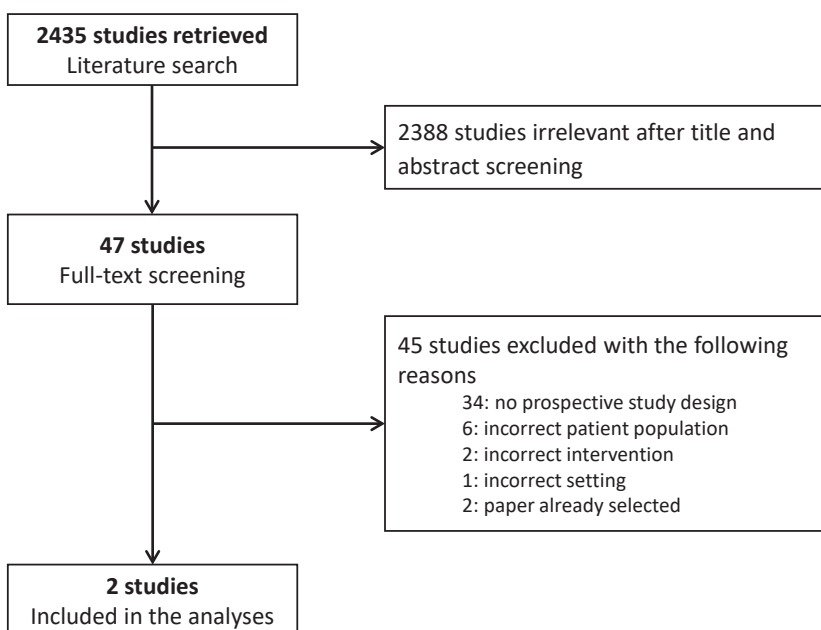 2435 studies retrieved
Literature search
2388 studies irrelevant after title and
abstract screening
47 studies
Full-text screening
45 studies excluded with the following
reasons
34: no prospective study design
6: incorrect patient population
2: incorrect intervention
1: incorrect setting
2: paper already selected
2 studies
Included in the analyses